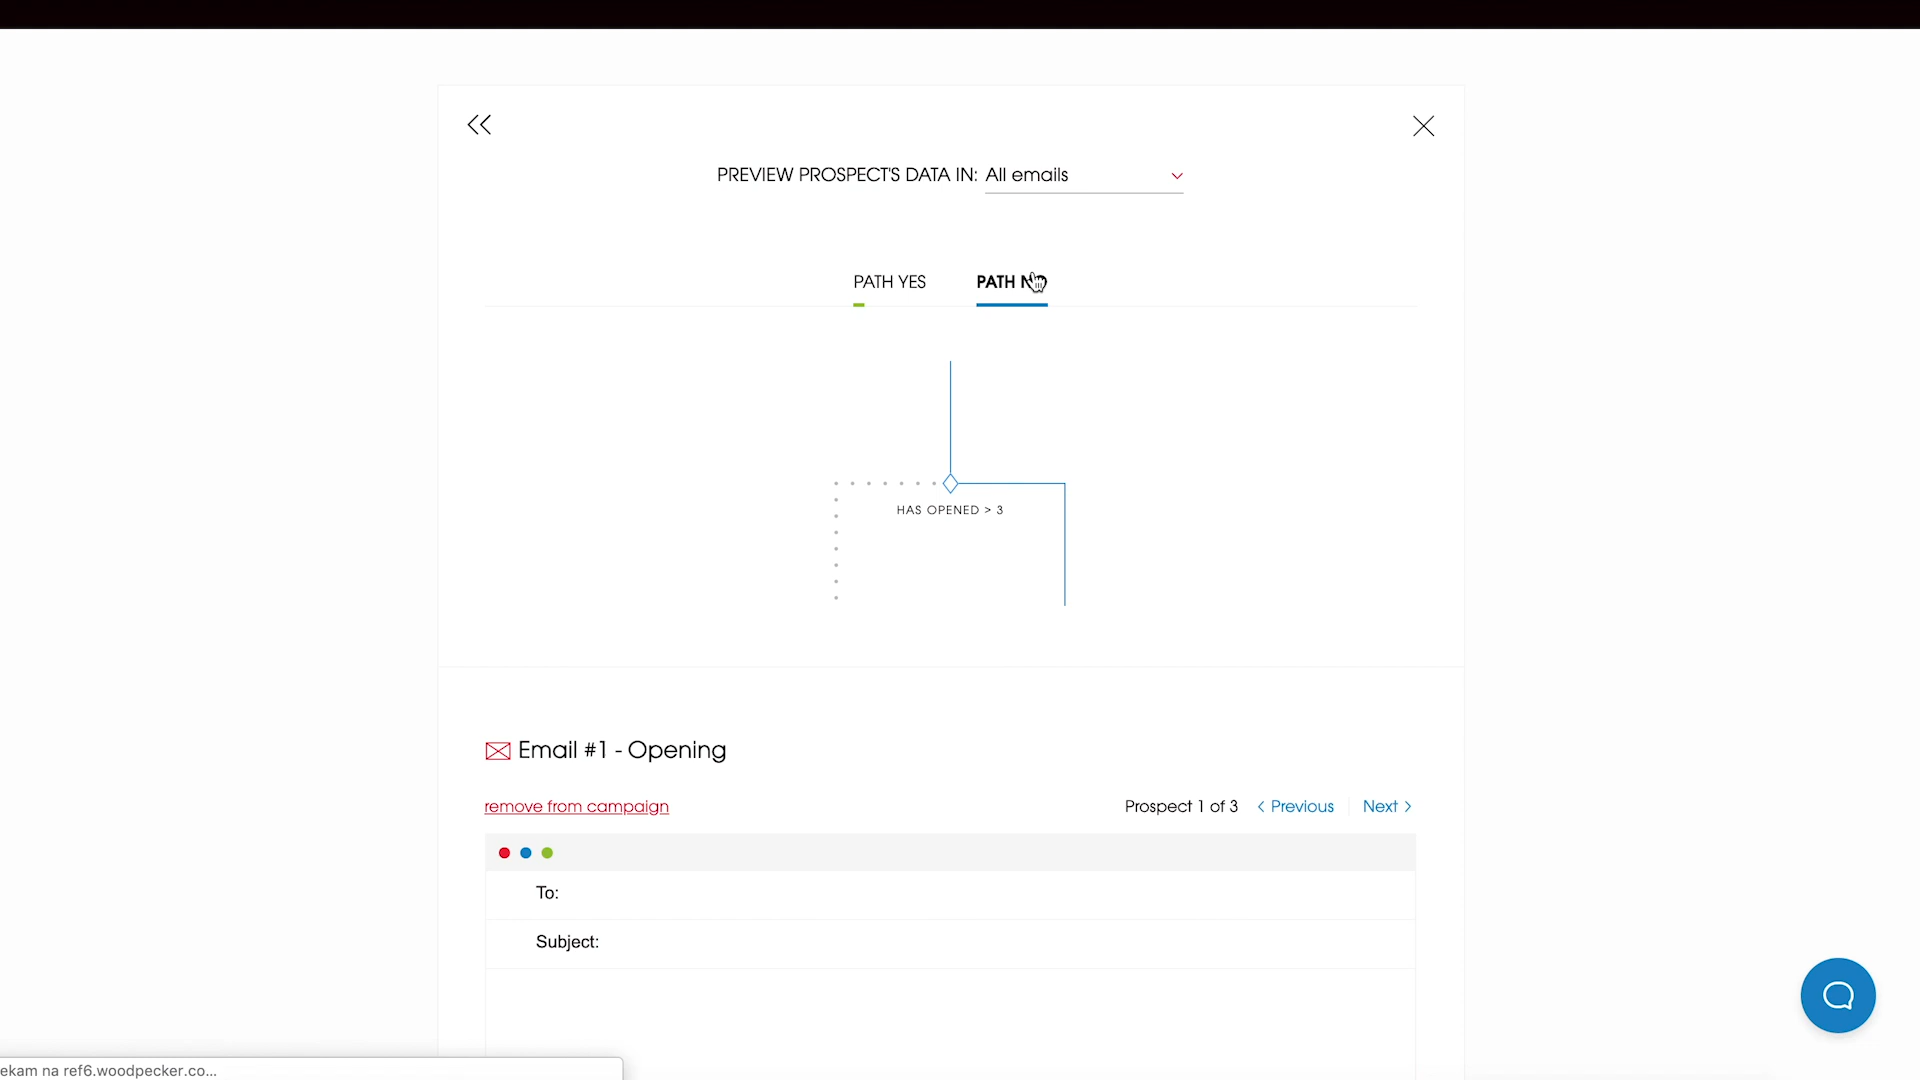 PREVIEW PROSPECT'S DATA IN: All emails
PATH YES PATH NO
HAS OPENED > 3
Email #1 - Opening
remove from campaign Prospect 1 of 3 Previous Next
To:
Subject:
ekam na ref6.woodpecker.co...